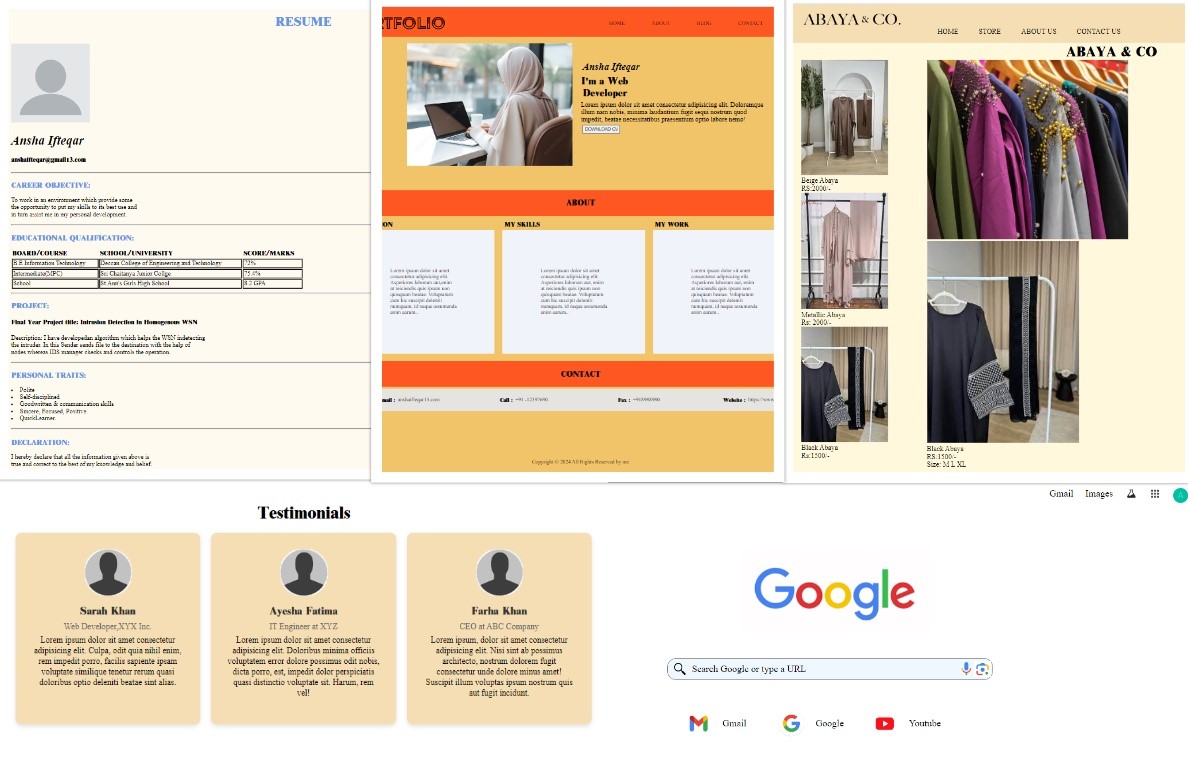 RESUME
Ansha Ifteqar
anshaifteqar@gmail13.com
CAREER OBJECTIVE:
To work in an environment which provide some
the opportunity to put my skills to its best use and
in turn assist me in my personal development.
EDUCATIONAL QUALIFICATION:
BOARD/COURSE SCHOOL/UNIVERSITY SCORE/MARKS
B.E Information Technology Deccan College of Engineering and Technology 72%
Intermediate(MPC) Sri Chaitanya Junior College 75.4%
School St Ann's Girls High School 8.2 GPA
PROJECT:
Final Year Project title: Intrusion Detection in Homogenous WSN
Description: I have developedan algorithm which helps the WSN indetecting
the intruder. In this Sender sends file to the destination with the help of
nodes whereas IDS manager checks and controls the operation.
PERSONAL TRAITS:
Polite
Self-disciplined
Goodwritten & communication skills
Sincere, Focused, Positive.
QuickLearner.
DECLARATION:
I hereby declare that all the information given above is
true and correct to the best of my knowledge and belief.
RTFOLIO
HOME ABOUT BLOG CONTACT
Ansha Ifteqar
I'm a Web
Developer
Lorem ipsum dolor sit amet consectetur adipisicing elit. Doloremque
illum nobis, minima laudantium fugit sequi nostrum quod
impedit, beatae necessitatibus praesentium optio labore nemo!
DOWNLOAD CV
ABOUT
ON MY SKILLS MY WORK
Lorem ipsum dolor sit amet
consectetur adipisicing elit.
Asperiores laborum
at reiciendis quis ipsum non
quisquam beatae. Voluptatem
cum hic suscipit deleniti
numquam, id neque assumenda
enim earum..
Lorem ipsum dolor sit amet
consectetur adipisicing elit.
Asperiores laborum
at reiciendis quis ipsum non
quisquam beatae. Voluptatem
cum hic suscipit deleniti
numquam, id neque assumenda
enim earum..
Lorem ipsum dolor sit amet
consectetur adipisicing elit.
Asperiores laborum
at reiciendis quis ipsum non
quisquam beatae. Voluptatem
cum hic suscipit deleniti
numquam, id neque assumenda
enim earum..
CONTACT
mail : Call : Fax : Website :
Copyright © 2024 All Rights Reserved by me
ABAYA & CO.
HOME STORE ABOUT US CONTACT US
ABAYA & CO
Beige Abaya
RS:2000/-
Metallic Abaya
Rs: 2000/-
Black Abaya
Rs:1500/-
Black Abaya
RS:1500/-
Size: M L XL
Testimonials
Sarah Khan
Web Developer,XYX Inc.
Lorem ipsum dolor sit amet consectetur
adipisicing elit. Culpa, odit quia nihil enim,
rem impedit porro, facilis sapiente ipsam
voluptate similique tenetur rerum quasi
doloribus optio deleniti beatae sint alias.
Ayesha Fatima
IT Engineer at XYZ
Lorem ipsum dolor sit amet consectetur
adipisicing elit. Doloribus minima officiis
voluptatem error dolore possimus odit nobis,
dicta porro, est, impedit dolor perspiciatis
quasi distinctio voluptate sit. Harum, rem
vel!
Farha Khan
CEO at ABC Company
Lorem ipsum, dolor sit amet consectetur
adipisicing elit. Nisi sint ab possimus
architecto, nostrum dolorem fugit
consectetur unde dolore minus amet!
Suscipit illum voluptas ipsum nostrum quis
aut fugit incidunt.
Gmail Images
A
Google
Search Google or type a URL
Gmail Google Youtube